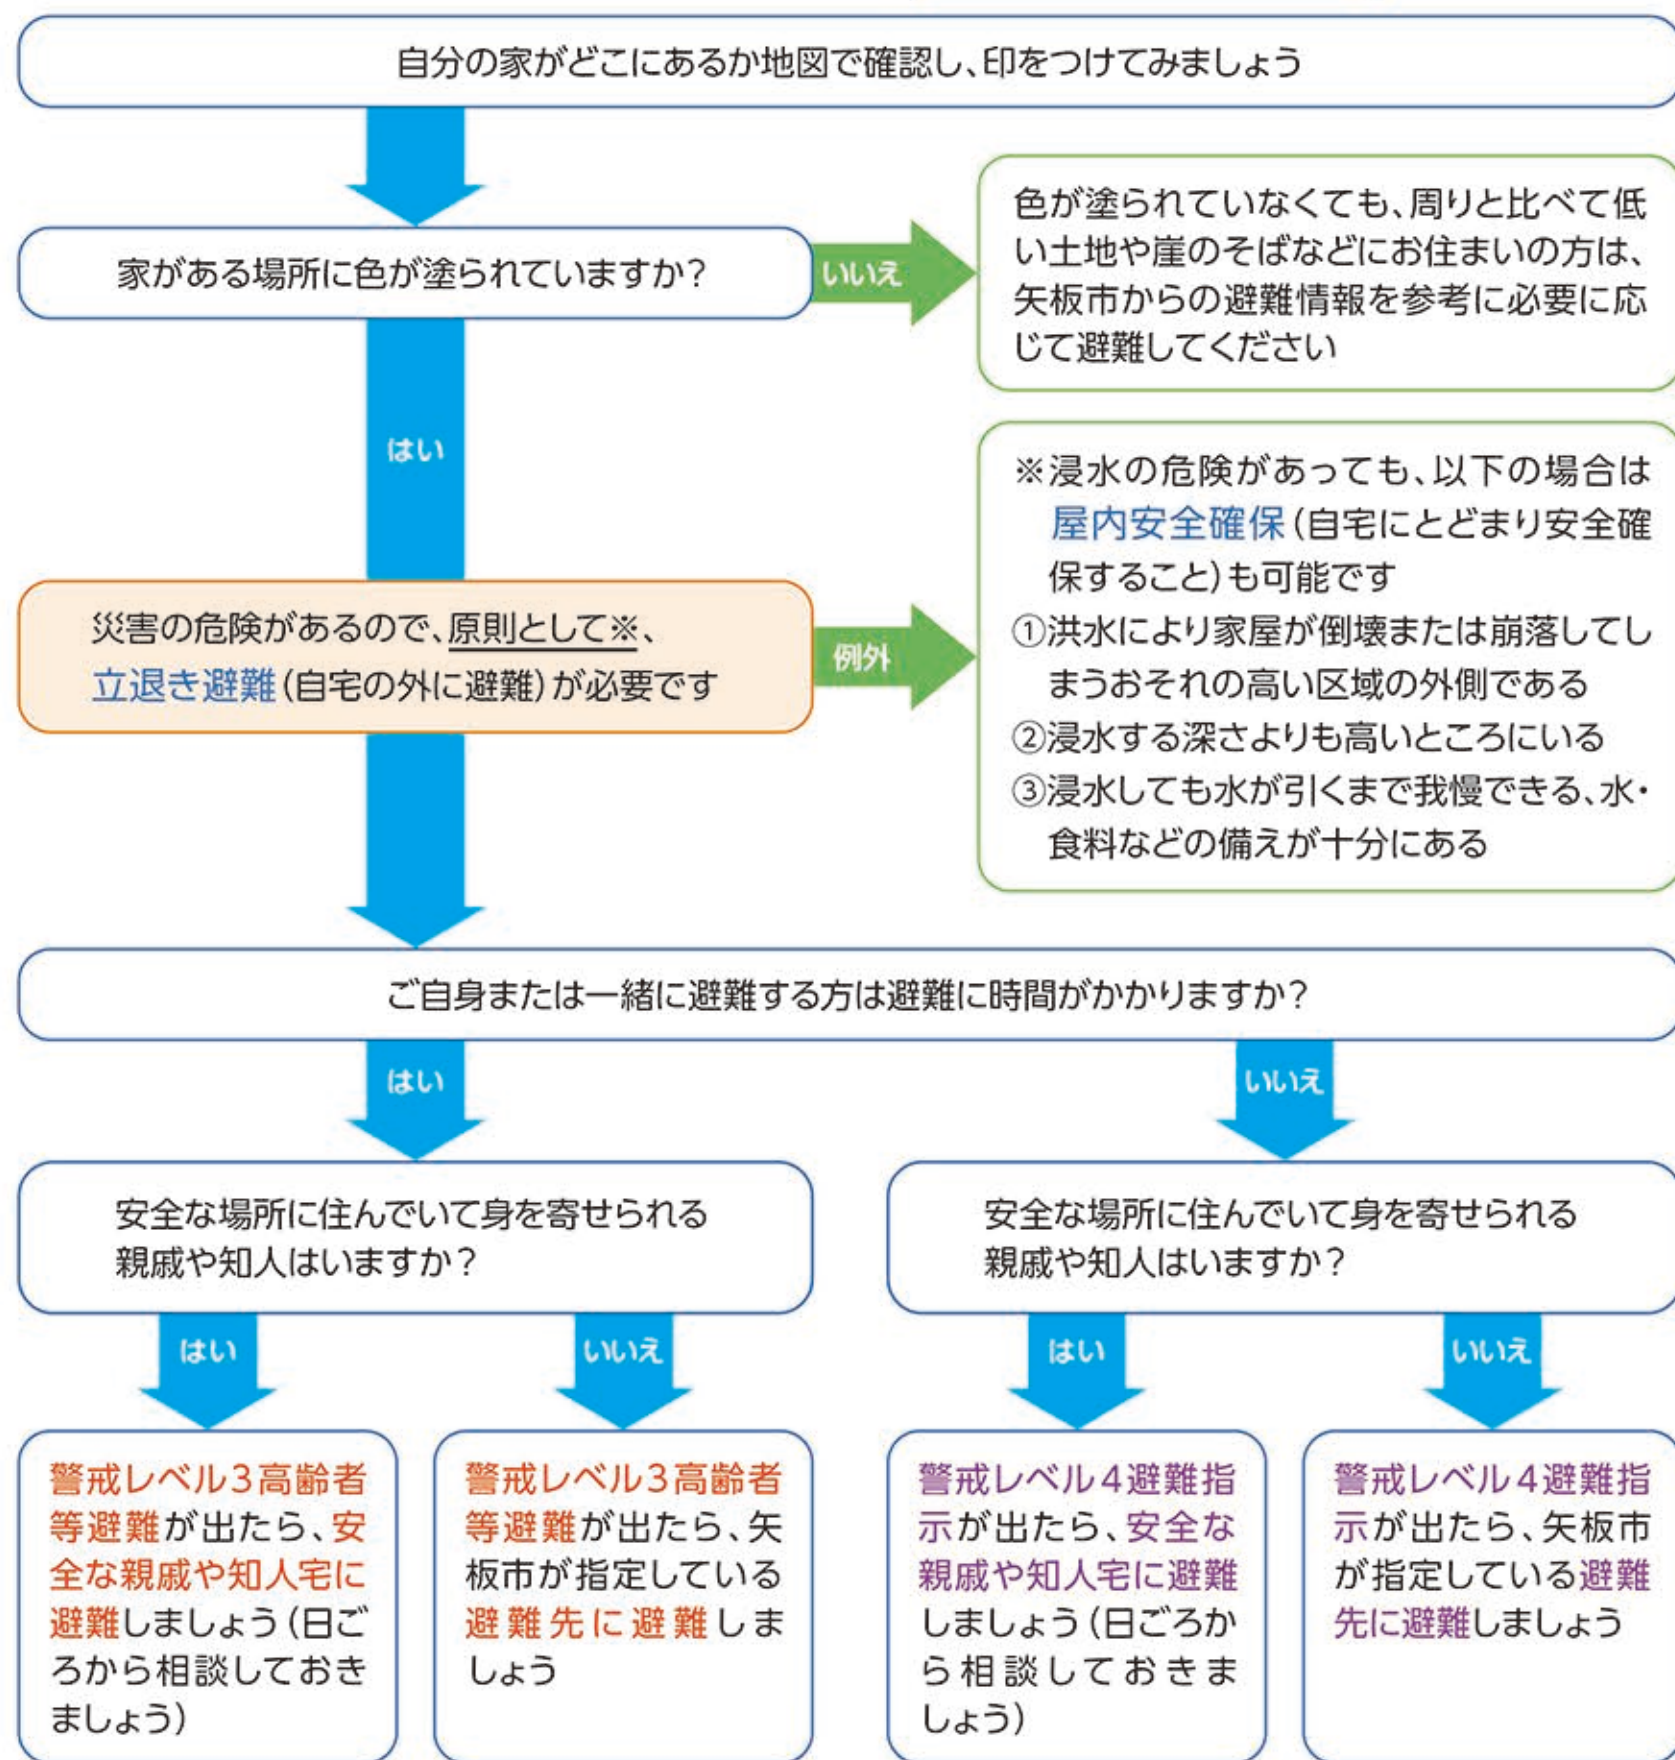 自分の家がどこにあるか地図で確認し、印をつけてみましょう
家がある場所に色が塗られていますか?
いいえ
色が塗られていなくても、周りと比べて低
い土地や崖のそばなどにお住まいの方は、
矢板市からの避難情報を参考に必要に応
じて避難してください
はい
災害の危険があるので、原則として※、
立退き避難(自宅の外に避難)が必要です
例外
※浸水の危険があっても、以下の場合は
屋内安全確保(自宅にとどまり安全確
保すること)も可能です
①洪水により家屋が倒壊または崩落してし
まうおそれの高い区域の外側である
②浸水する深さよりも高いところにいる
③浸水しても水が引くまで我慢できる、水・
食料などの備えが十分にある
ご自身または一緒に避難する方は避難に時間がかかりますか?
はい
いいえ
安全な場所に住んでいて身を寄せられる
親戚や知人はいますか?
安全な場所に住んでいて身を寄せられる
親戚や知人はいますか?
はい
いいえ
はい
いいえ
警戒レベル3高齢者
等避難が出たら、安
全な親戚や知人宅に
避難しましょう(日ご
ろから相談しておき
ましょう)
警戒レベル3高齢者
等避難が出たら、矢
板市が指定している
避難先に避難しま
しょう
警戒レベル4避難指
示が出たら、安全な
親戚や知人宅に避難
しましょう(日ごろか
ら相談しておきま
しょう)
警戒レベル4避難指
示が出たら、矢板市
が指定している避難
先に避難しましょう